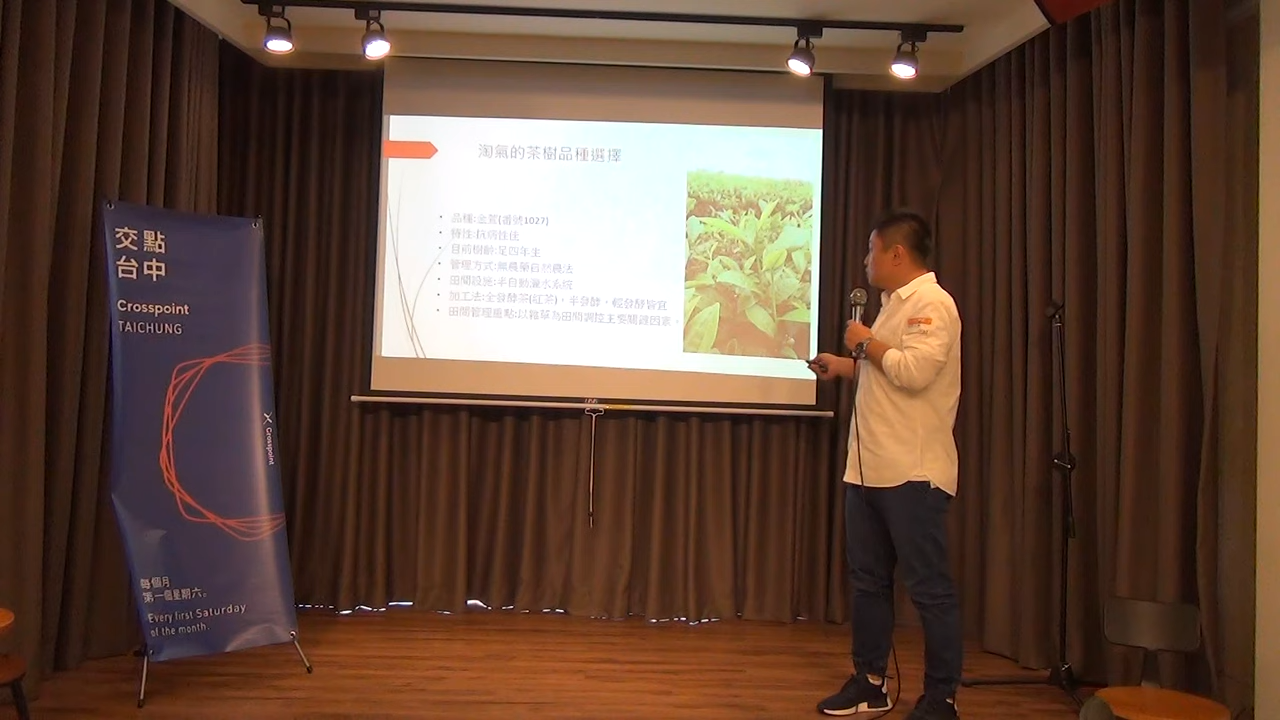 淘氣的茶樹品種選擇
• 品種:金萱(番號1027)
• 特性:抗病性佳
• 目前樹齡:足四年生
• 管理方式:無農藥自然農法
• 田間設施:半自動灑水系統
• 加工法:全發酵茶(紅茶)，半發酵，輕發酵皆宜
• 田間管理重點:以雜草為田間調控主要關鍵因素。
交點
台中
Crosspoint
TAICHUNG
Crosspoint
每個月
第一個星期六。
Every first Saturday
of the month.